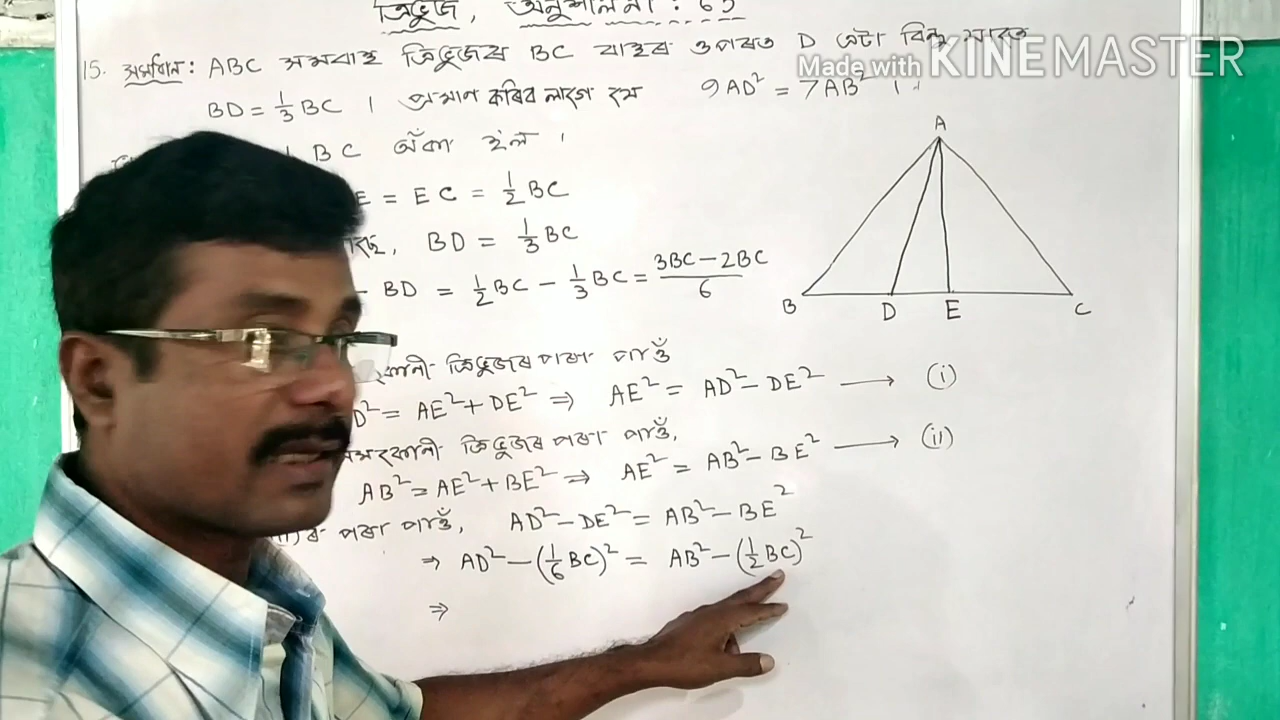 ত্ৰিভুজ, অনুশীলনী: 6.5
Made with KINEMASTER
15. সমাধান: ABC সমবাহু ত্ৰিভুজৰ BC বাহুৰ ওপৰত D এটা বিন্দু যাতে
BD = 1/3 BC । প্ৰমাণ কৰিব লাগে যে 9AD² = 7AB² ।
BC অঁকা হ'ল ।
E = EC = 1/2 BC
BD = 1/3 BC
- BD = 1/2 BC - 1/3 BC = (3BC - 2BC)/6
ত্ৰিভুজৰ পৰা পাওঁ
D² = AE² + DE² ⇒ AE² = AD² - DE² ⟶ (i)
সমকোণী ত্ৰিভুজৰ পৰা পাওঁ,
AB² = AE² + BE² ⇒ AE² = AB² - BE² ⟶ (ii)
ৰ পৰা পাওঁ, AD² - DE² = AB² - BE²
⇒ AD² - (1/6 BC)² = AB² - (1/2 BC)²
⇒
A
B D E C